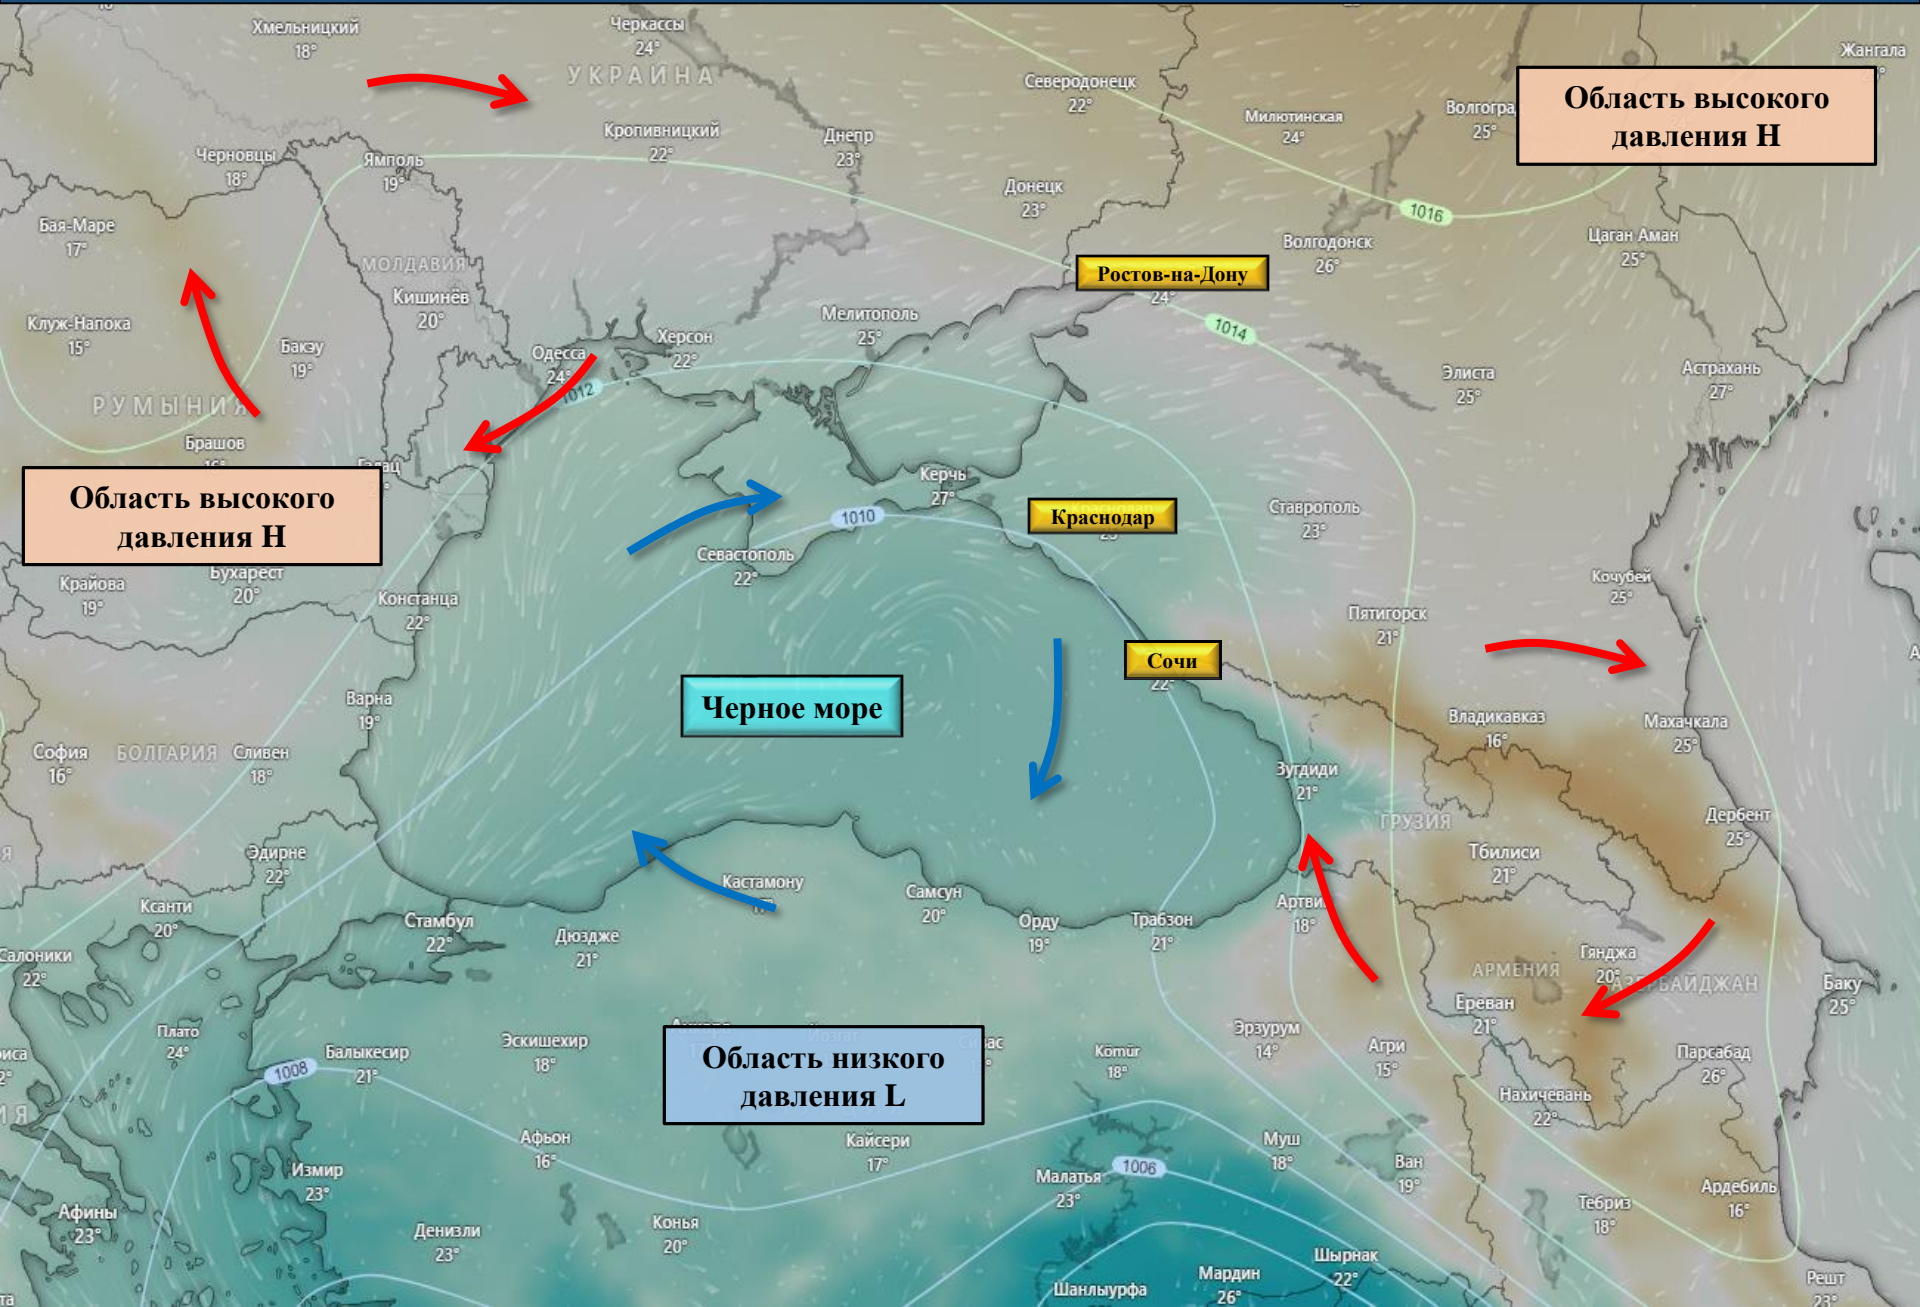 Хмельницкий
18°
Черкассы
24°
УКРАИНА
Северодонецк
22°
Жангала
Область высокого
давления H
Милютинская
24°
Волгогра
25°
Кропивницкий
22°
Днепр
23°
Черновцы
18°
Ямполь
19°
Донецк
23°
1016
Бая-Маре
17°
Волгодонск
26°
Цаган Аман
25°
МОЛДАВИЯ
Кишинёв
20°
Ростов-на-Дону
24°
Клуж-Напока
15°
Бакэу
19°
Одесса
24°
Херсон
22°
Мелитополь
25°
1014
1012
Элиста
25°
Астрахань
27°
РУМЫНИЯ
Брашов
Область высокого
давления H
Керчь
27°
1010
Краснодар
Ставрополь
23°
Севастополь
22°
Крайова
19°
Бухарест
20°
Констанца
22°
Кочубей
25°
Пятигорск
21°
Сочи
22°
Черное море
Варна
19°
Владикавказ
16°
Махачкала
25°
София
16°
БОЛГАРИЯ
Сливен
18°
Зугдиди
21°
ГРУЗИЯ
Дербент
25°
Эдирне
22°
Тбилиси
21°
Кастамону
Самсун
20°
Ксанти
20°
Стамбул
22°
Дюздже
21°
Орду
19°
Трабзон
21°
Артви
18°
Салоники
22°
Гянджа
20°
АРМЕНИЯ
АЗЕРБАЙДЖАН
Баку
25°
Ереван
21°
Плато
24°
Эскишехир
18°
Область низкого
давления L
Эрзурум
14°
Агри
15°
Парсабад
26°
Балыкесир
21°
1008
Kömür
18°
Нахичевань
22°
Афьон
16°
Кайсери
17°
Муш
18°
Ван
19°
1006
Измир
23°
Малатья
23°
Ардебиль
16°
Тебриз
18°
Афины
23°
Денизли
23°
Конья
20°
Шырнак
22°
Мардин
26°
Шанлыурфа
Решт
23°